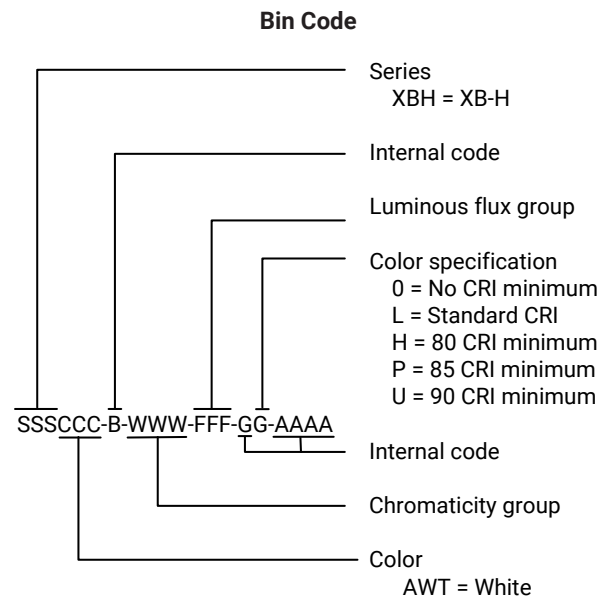 Bin Code
Series
XBH = XB-H
Internal code
Luminous flux group
Color specification
0 = No CRI minimum
L = Standard CRI
H = 80 CRI minimum
P = 85 CRI minimum
U = 90 CRI minimum
SSSCCC-B-WWW-FFF-GG-AAAA
Internal code
Chromaticity group
Color
AWT = White